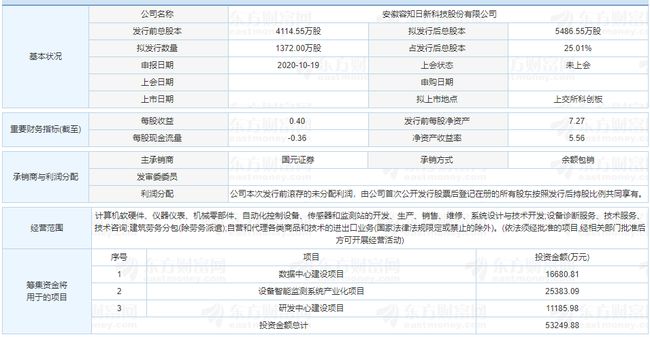 公司名称 安徽容知日新科技股份有限公司
基本状况
发行前总股本 4114.55万股 拟发行后总股本 5486.55万股
拟发行数量 1372.00万股 占发行后总股本 25.01%
申报日期 2020-10-19 上会状态 未上会
上会日期 申购日期
上市日期 拟上市地点 上交所科创板
重要财务指标(截至)
每股收益 0.40 发行前每股净资产 7.27
每股现金流量 -0.36 净资产收益率 5.56
承销商与利润分配
主承销商 国元证券 承销方式 余额包销
发审委委员
利润分配 公司本次发行前滚存的未分配利润，由公司首次公开发行股票后登记在册的所有股东按照发行后持股比例共同享有。
经营范围
计算机软硬件、仪器仪表、机械零部件、自动化控制设备、传感器和监测站的开发、生产、销售、维修、系统设计与技术开发;设备诊断服务、技术服务、
技术咨询;建筑劳务分包(除劳务派遣);自营和代理各类商品和技术的进出口业务(国家法律法规限定或禁止的除外)。(依法须经批准的项目,经相关部门批准后
方可开展经营活动)
筹集资金将
用于的项目
序号 项目 投资金额(万元)
1 数据中心建设项目 16680.81
2 设备智能监测系统产业化项目 25383.09
3 研发中心建设项目 11185.98
投资金额总计 53249.88
东方财富网
eastmoney.com